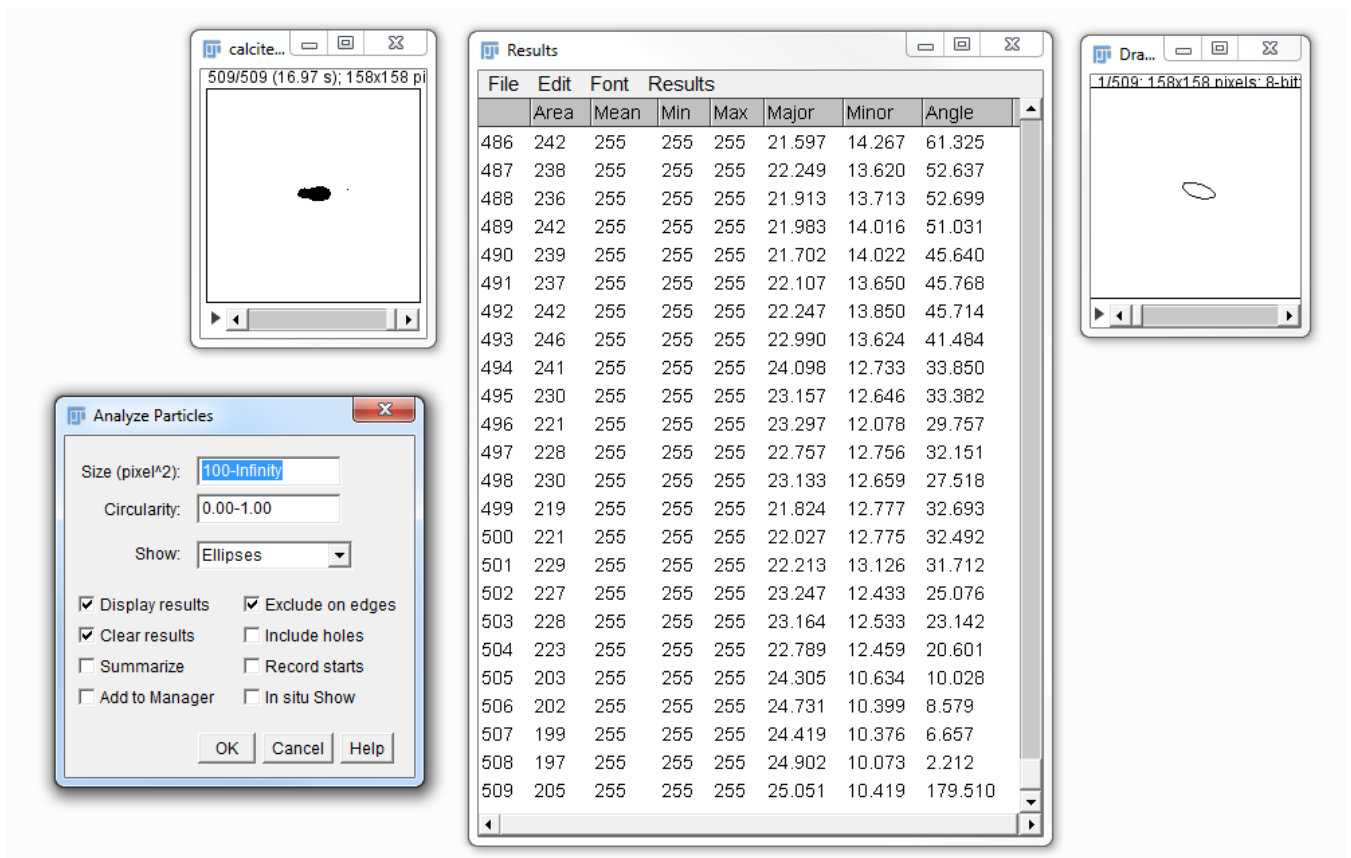 calcite...
509/509 (16.97 s); 158x158 pi
Results
File Edit Font Results
Area Mean Min Max Major Minor Angle
486 242 255 255 255 21.597 14.267 61.325
487 238 255 255 255 22.249 13.620 52.637
488 236 255 255 255 21.913 13.713 52.699
489 242 255 255 255 21.983 14.016 51.031
490 239 255 255 255 21.702 14.022 45.640
491 237 255 255 255 22.107 13.650 45.768
492 242 255 255 255 22.247 13.850 45.714
493 246 255 255 255 22.990 13.624 41.484
494 241 255 255 255 24.098 12.733 33.850
495 230 255 255 255 23.157 12.646 33.382
496 221 255 255 255 23.297 12.078 29.757
497 228 255 255 255 22.757 12.756 32.151
498 230 255 255 255 23.133 12.659 27.518
499 219 255 255 255 21.824 12.777 32.693
500 221 255 255 255 22.027 12.775 32.492
501 229 255 255 255 22.213 13.126 31.712
502 227 255 255 255 23.247 12.433 25.076
503 228 255 255 255 23.164 12.533 23.142
504 223 255 255 255 22.789 12.459 20.601
505 203 255 255 255 24.305 10.634 10.028
506 202 255 255 255 24.731 10.399 8.579
507 199 255 255 255 24.419 10.376 6.657
508 197 255 255 255 24.902 10.073 2.212
509 205 255 255 255 25.051 10.419 179.510
Dra...
1/509; 158x158 pixels; 8-bit
Analyze Particles
Size (pixel^2): 100-Infinity
Circularity: 0.00-1.00
Show: Ellipses
Display results Exclude on edges
Clear results Include holes
Summarize Record starts
Add to Manager In situ Show
OK Cancel Help